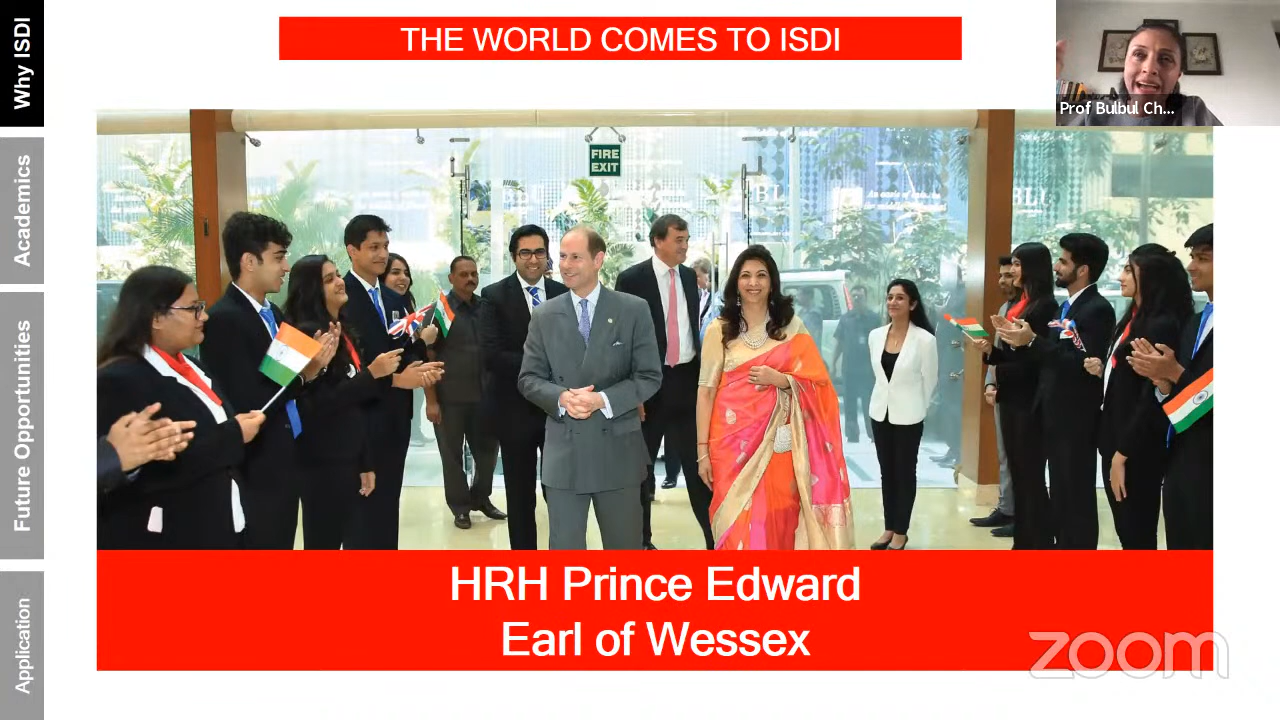 Why ISDI
Academics
Future Opportunities
Application
THE WORLD COMES TO ISDI
Prof Bulbul Ch...
FIRE
EXIT
HRH Prince Edward
Earl of Wessex
zoom